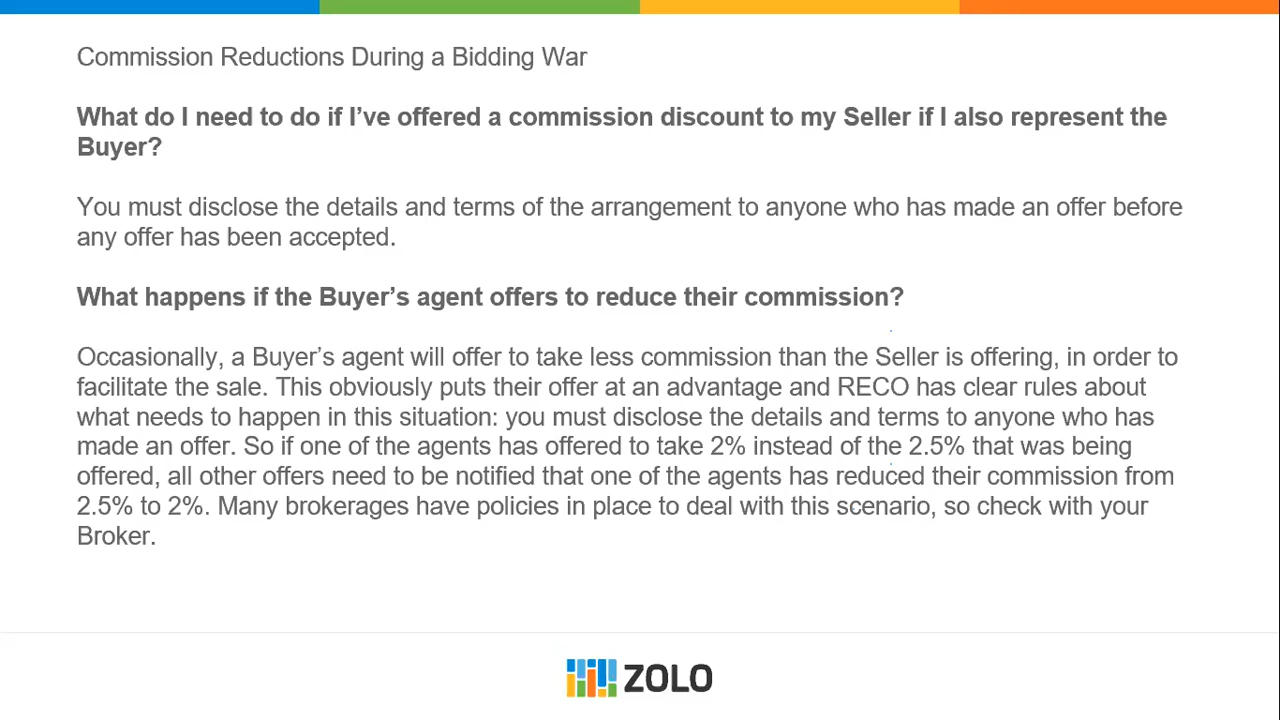 Commission Reductions During a Bidding War
What do I need to do if I’ve offered a commission discount to my Seller if I also represent the
Buyer?
You must disclose the details and terms of the arrangement to anyone who has made an offer before
any offer has been accepted.
What happens if the Buyer’s agent offers to reduce their commission?
Occasionally, a Buyer’s agent will offer to take less commission than the Seller is offering, in order to
facilitate the sale. This obviously puts their offer at an advantage and RECO has clear rules about
what needs to happen in this situation: you must disclose the details and terms to anyone who has
made an offer. So if one of the agents has offered to take 2% instead of the 2.5% that was being
offered, all other offers need to be notified that one of the agents has reduced their commission from
2.5% to 2%. Many brokerages have policies in place to deal with this scenario, so check with your
Broker.
ZOLO